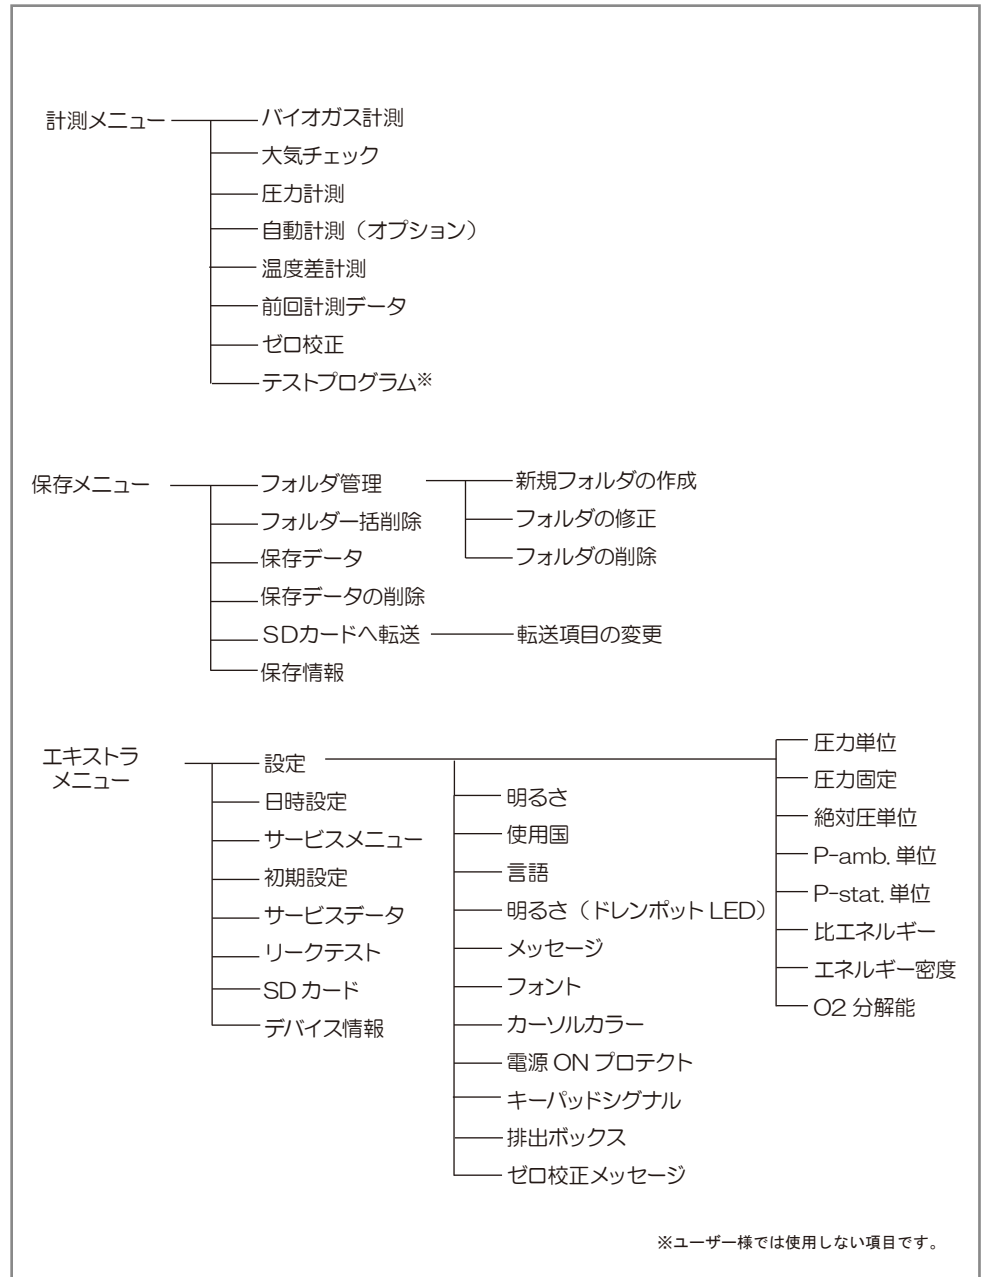 計測メニュー
バイオガス計測
大気チェック
圧力計測
自動計測（オプション）
温度差計測
前回計測データ
ゼロ校正
テストプログラム※
保存メニュー
フォルダ管理
新規フォルダの作成
フォルダの修正
フォルダの削除
フォルダ一括削除
保存データ
保存データの削除
SDカードへ転送
転送項目の変更
保存情報
エキストラ
メニュー
設定
日時設定
サービスメニュー
初期設定
サービスデータ
リークテスト
SD カード
デバイス情報
明るさ
使用国
言語
明るさ（ドレンポット LED）
メッセージ
フォント
カーソルカラー
電源 ON プロテクト
キーパッドシグナル
排出ボックス
ゼロ校正メッセージ
圧力単位
圧力固定
絶対圧単位
P-amb. 単位
P-stat. 単位
比エネルギー
エネルギー密度
O2 分解能
※ユーザー様では使用しない項目です。